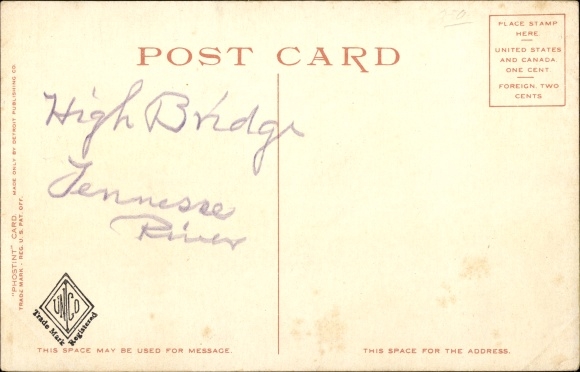 POST CARD
PLACE STAMP
HERE.
UNITED STATES
AND CANADA
ONE CENT.
FOREIGN, TWO
CENTS
High Bridge
Tennesse
River
"PHOSTINT" CARD. MADE ONLY BY DETROIT PUBLISHING CO.
TRADE MARK - REG. U.S. PAT. OFF.
UNICO
Trade Mark Registered
THIS SPACE MAY BE USED FOR MESSAGE.
THIS SPACE FOR THE ADDRESS.